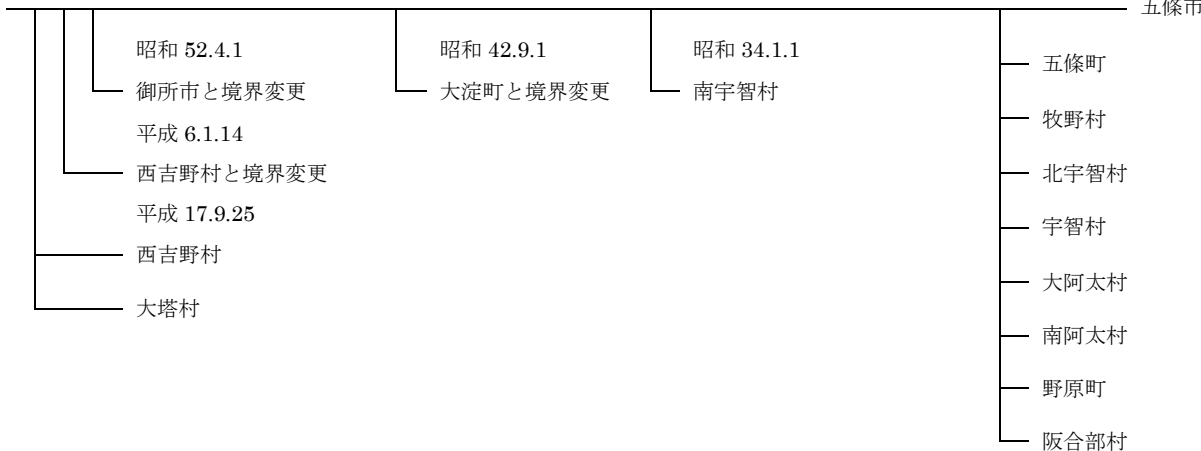 五條市
五條町
牧野村
北宇智村
宇智村
大阿太村
南阿太村
野原町
阪合部村
昭和 34.1.1
南宇智村
昭和 42.9.1
大淀町と境界変更
昭和 52.4.1
御所市と境界変更
平成 6.1.14
西吉野村と境界変更
平成 17.9.25
西吉野村
大塔村